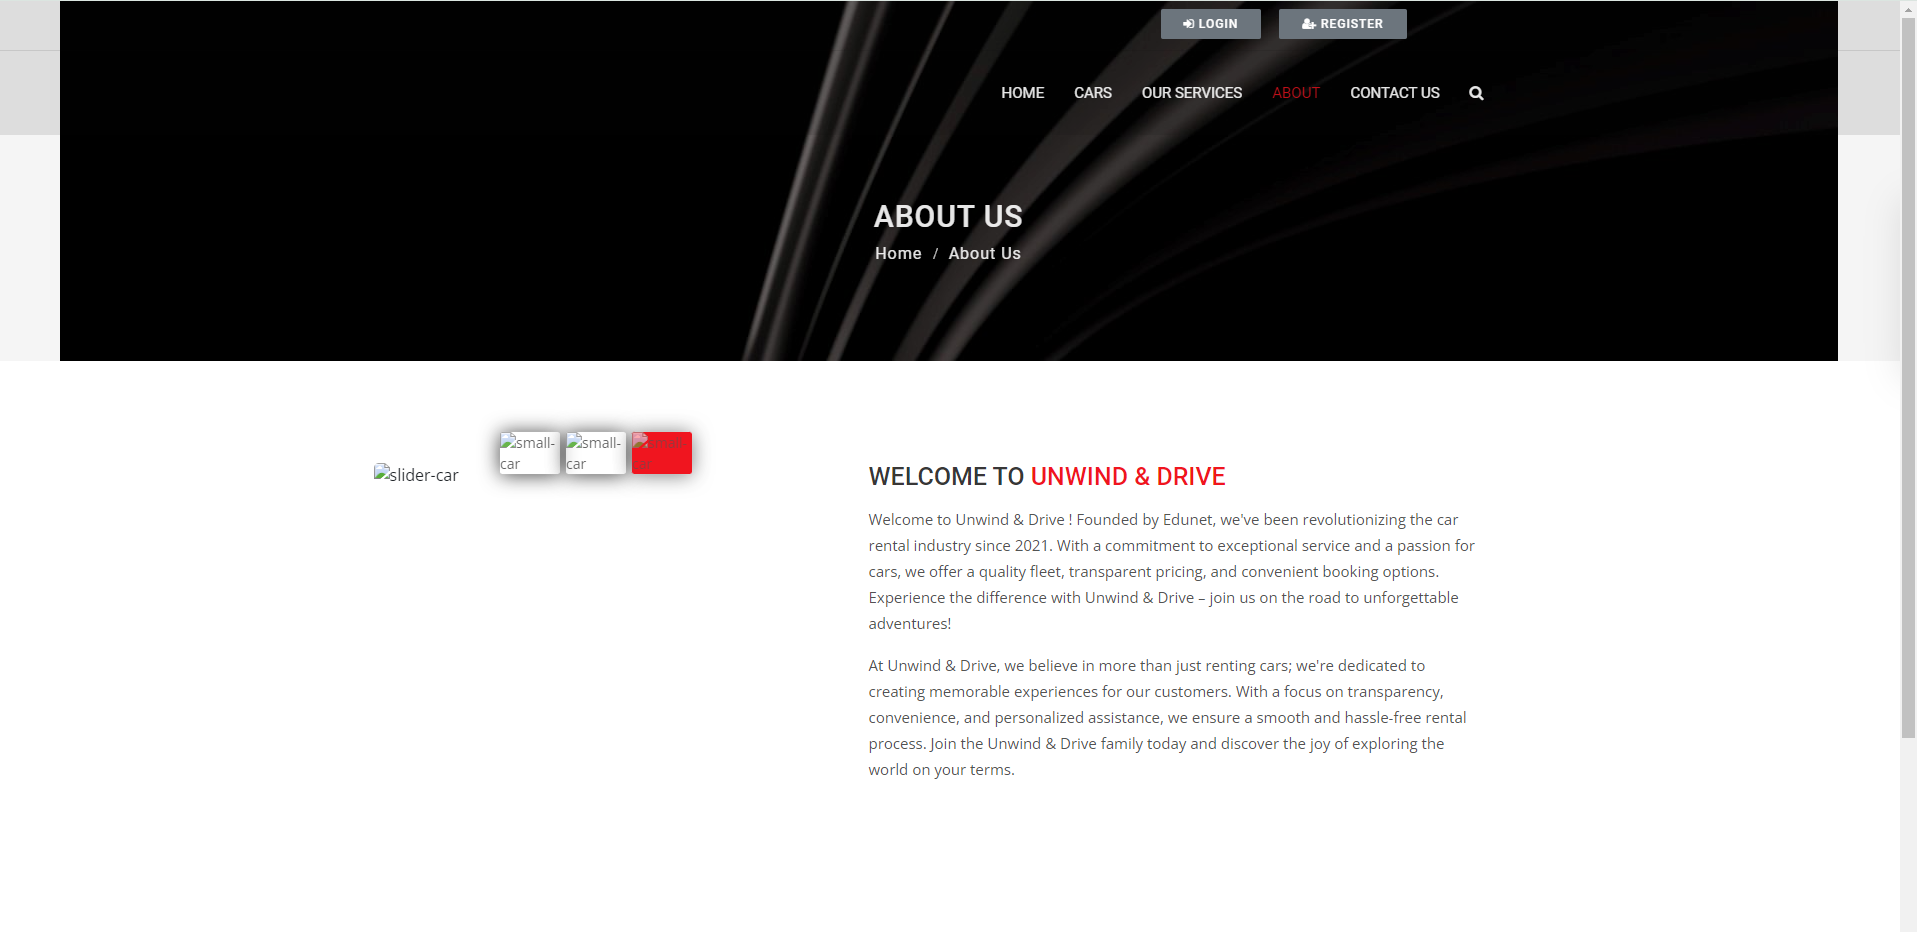 LOGIN
REGISTER
HOME
CARS
OUR SERVICES
ABOUT
CONTACT US
ABOUT US
Home / About Us
small-
car
small-
car
small-
car
slider-car
WELCOME TO UNWIND & DRIVE
Welcome to Unwind & Drive ! Founded by Edunet, we've been revolutionizing the car
rental industry since 2021. With a commitment to exceptional service and a passion for
cars, we offer a quality fleet, transparent pricing, and convenient booking options.
Experience the difference with Unwind & Drive – join us on the road to unforgettable
adventures!
At Unwind & Drive, we believe in more than just renting cars; we're dedicated to
creating memorable experiences for our customers. With a focus on transparency,
convenience, and personalized assistance, we ensure a smooth and hassle-free rental
process. Join the Unwind & Drive family today and discover the joy of exploring the
world on your terms.